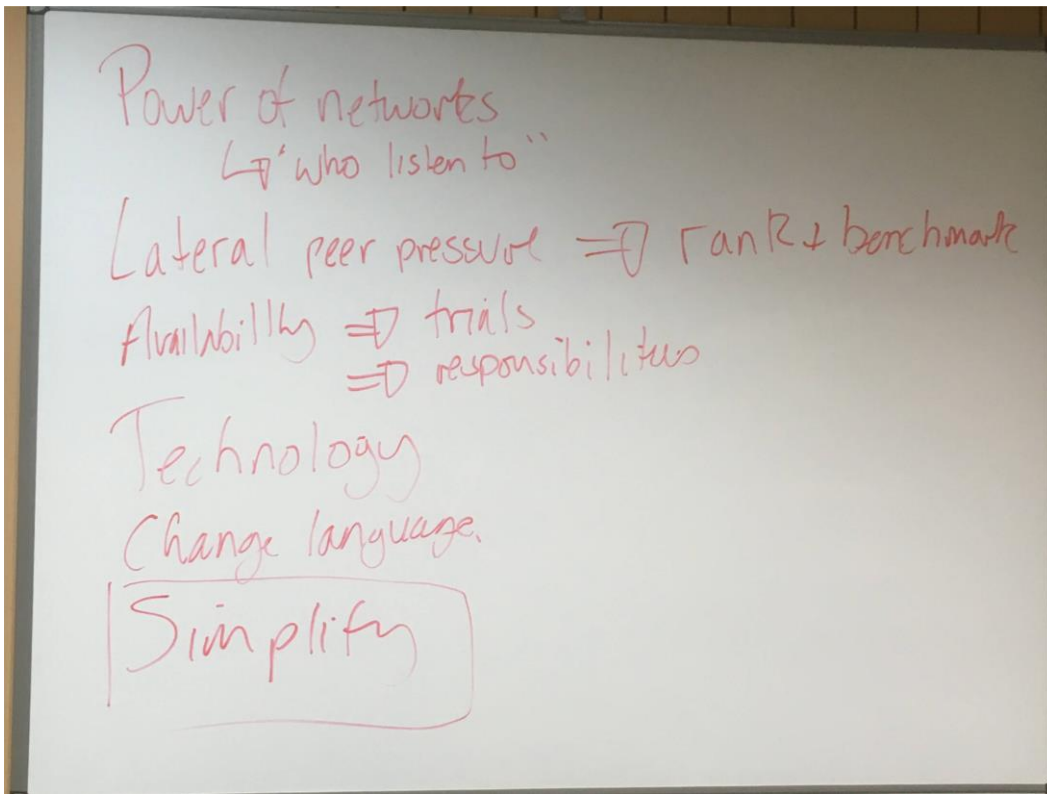 Power of networks
↳ "who listen to"
Lateral peer pressure ⇒ rank + benchmark
Availability ⇒ trials
⇒ responsibilities
Technology
Change language.
Simplify